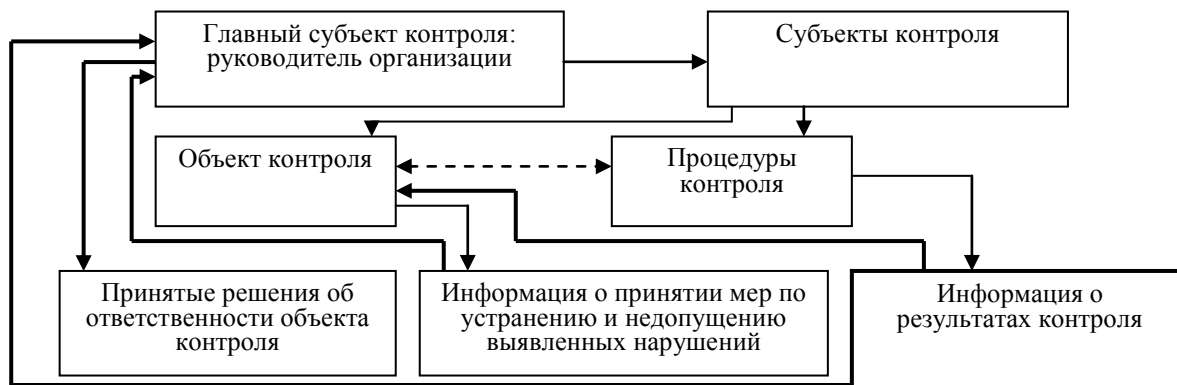 Главный субъект контроля:
руководитель организации
Субъекты контроля
Объект контроля
Процедуры
контроля
Принятые решения об
ответственности объекта
контроля
Информация о принятии мер по
устранению и недопущению
выявленных нарушений
Информация о
результатах контроля